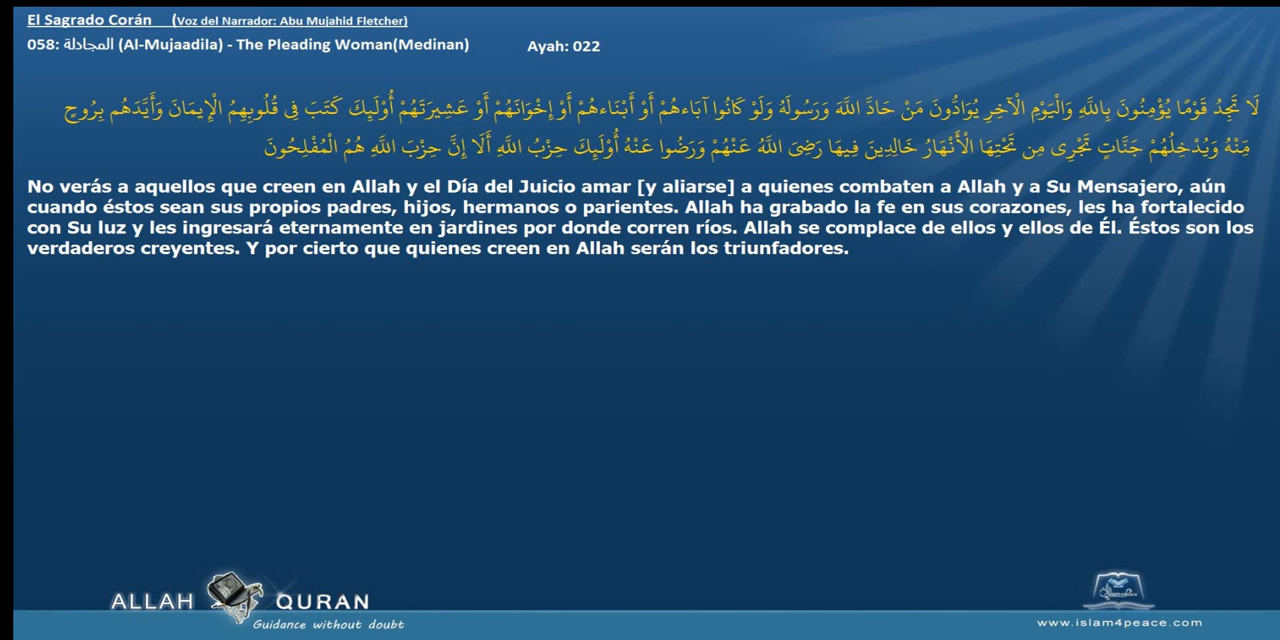 El Sagrado Corán (Voz del Narrador: Abu Mujahid Fletcher)
058: المجادلة (Al-Mujaadila) - The Pleading Woman(Medinan) Ayah: 022
لَا تَجِدُ قَوْمًا يُؤْمِنُونَ بِاللَّهِ وَالْيَوْمِ الْآخِرِ يُوَادُّونَ مَنْ حَادَّ اللَّهَ وَرَسُولَهُ وَلَوْ كَانُوا آبَاءهُمْ أَوْ أَبْنَاءهُمْ أَوْ إِخْوَانَهُمْ أَوْ عَشِيرَتَهُمْ أُوْلَئِكَ كَتَبَ فِي قُلُوبِهِمُ الْإِيمَانَ وَأَيَّدَهُم بِرُوحٍ
مِّنْهُ وَيُدْخِلُهُمْ جَنَّاتٍ تَجْرِي مِن تَحْتِهَا الْأَنْهَارُ خَالِدِينَ فِيهَا رَضِيَ اللَّهُ عَنْهُمْ وَرَضُوا عَنْهُ أُوْلَئِكَ حِزْبُ اللَّهِ أَلَا إِنَّ حِزْبَ اللَّهِ هُمُ الْمُفْلِحُونَ
No verás a aquellos que creen en Allah y el Día del Juicio amar [y aliarse] a quienes combaten a Allah y a Su Mensajero, aún
cuando éstos sean sus propios padres, hijos, hermanos o parientes. Allah ha grabado la fe en sus corazones, les ha fortalecido
con Su luz y les ingresará eternamente en jardines por donde corren ríos. Allah se complace de ellos y ellos de Él. Éstos son los
verdaderos creyentes. Y por cierto que quienes creen en Allah serán los triunfadores.
ALLAH QURAN
Guidance without doubt
www.islam4peace.com